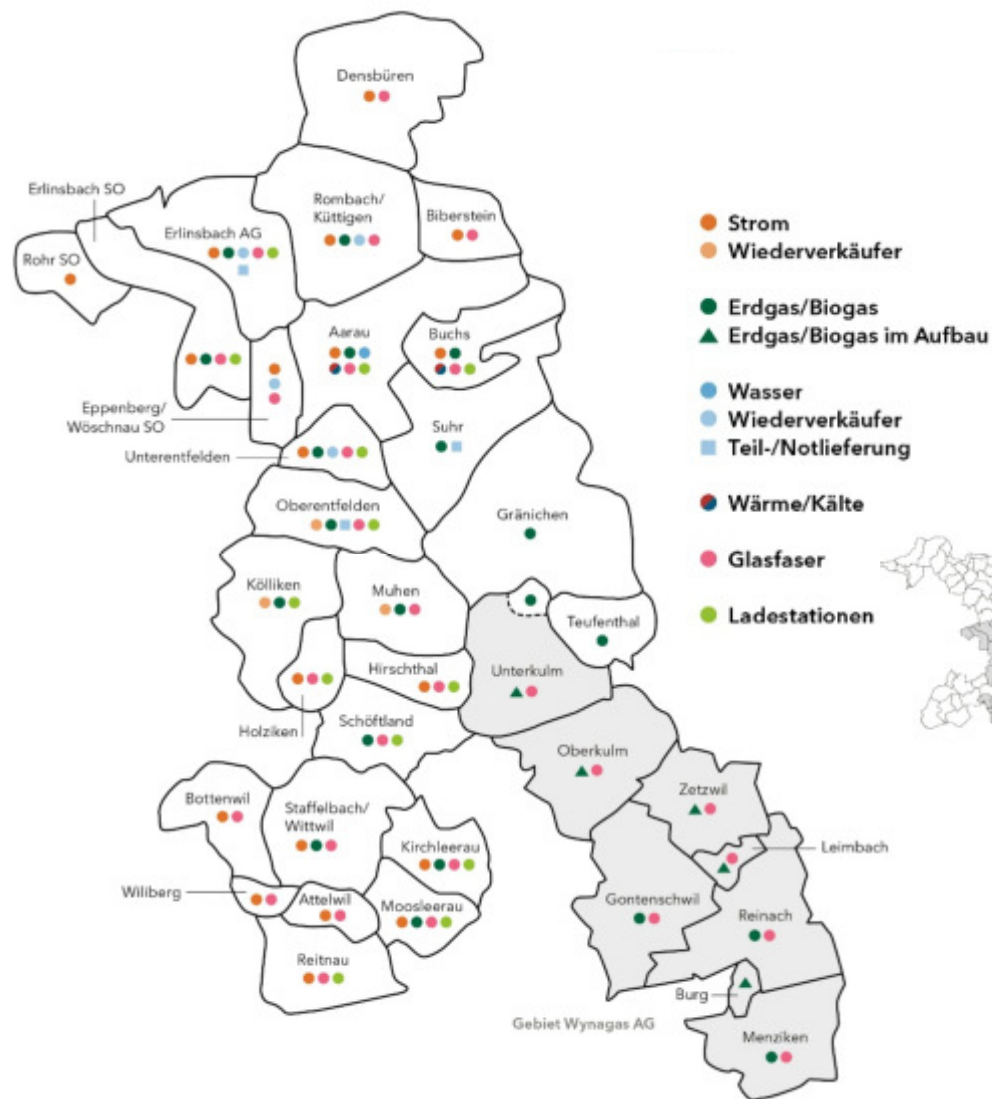 Densbüren
Erlinsbach SO
Rombach/
Küttigen
Biberstein
Erlinsbach AG
Rohr SO
Aarau
Buchs
Eppenberg/
Wöschnau SO
Suhr
Unterentfelden
Oberentfelden
Gränichen
Kölliken
Muhen
Teufenthal
Hirschthal
Unterkulm
Holziken
Schöftland
Oberkulm
Bottenwil
Staffelbach/
Wittwil
Zetzwil
Kirchleerau
Leimbach
Wiliberg
Attelwil
Moosleerau
Gontenschwil
Reinach
Reitnau
Burg
Gebiet Wynagas AG
Menziken
Strom
Wiederverkäufer
Erdgas/Biogas
Erdgas/Biogas im Aufbau
Wasser
Wiederverkäufer
Teil-/Notlieferung
Wärme/Kälte
Glasfaser
Ladestationen